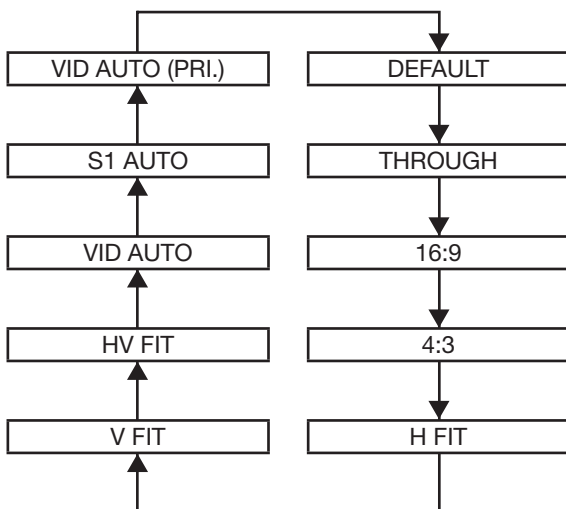 VID AUTO (PRI.)
DEFAULT
S1 AUTO
THROUGH
VID AUTO
16:9
HV FIT
4:3
V FIT
H FIT